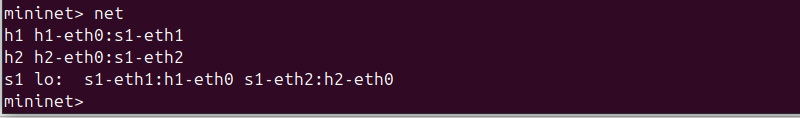 mininet> net
h1 h1-eth0:s1-eth1
h2 h2-eth0:s1-eth2
s1 lo:  s1-eth1:h1-eth0 s1-eth2:h2-eth0
mininet>